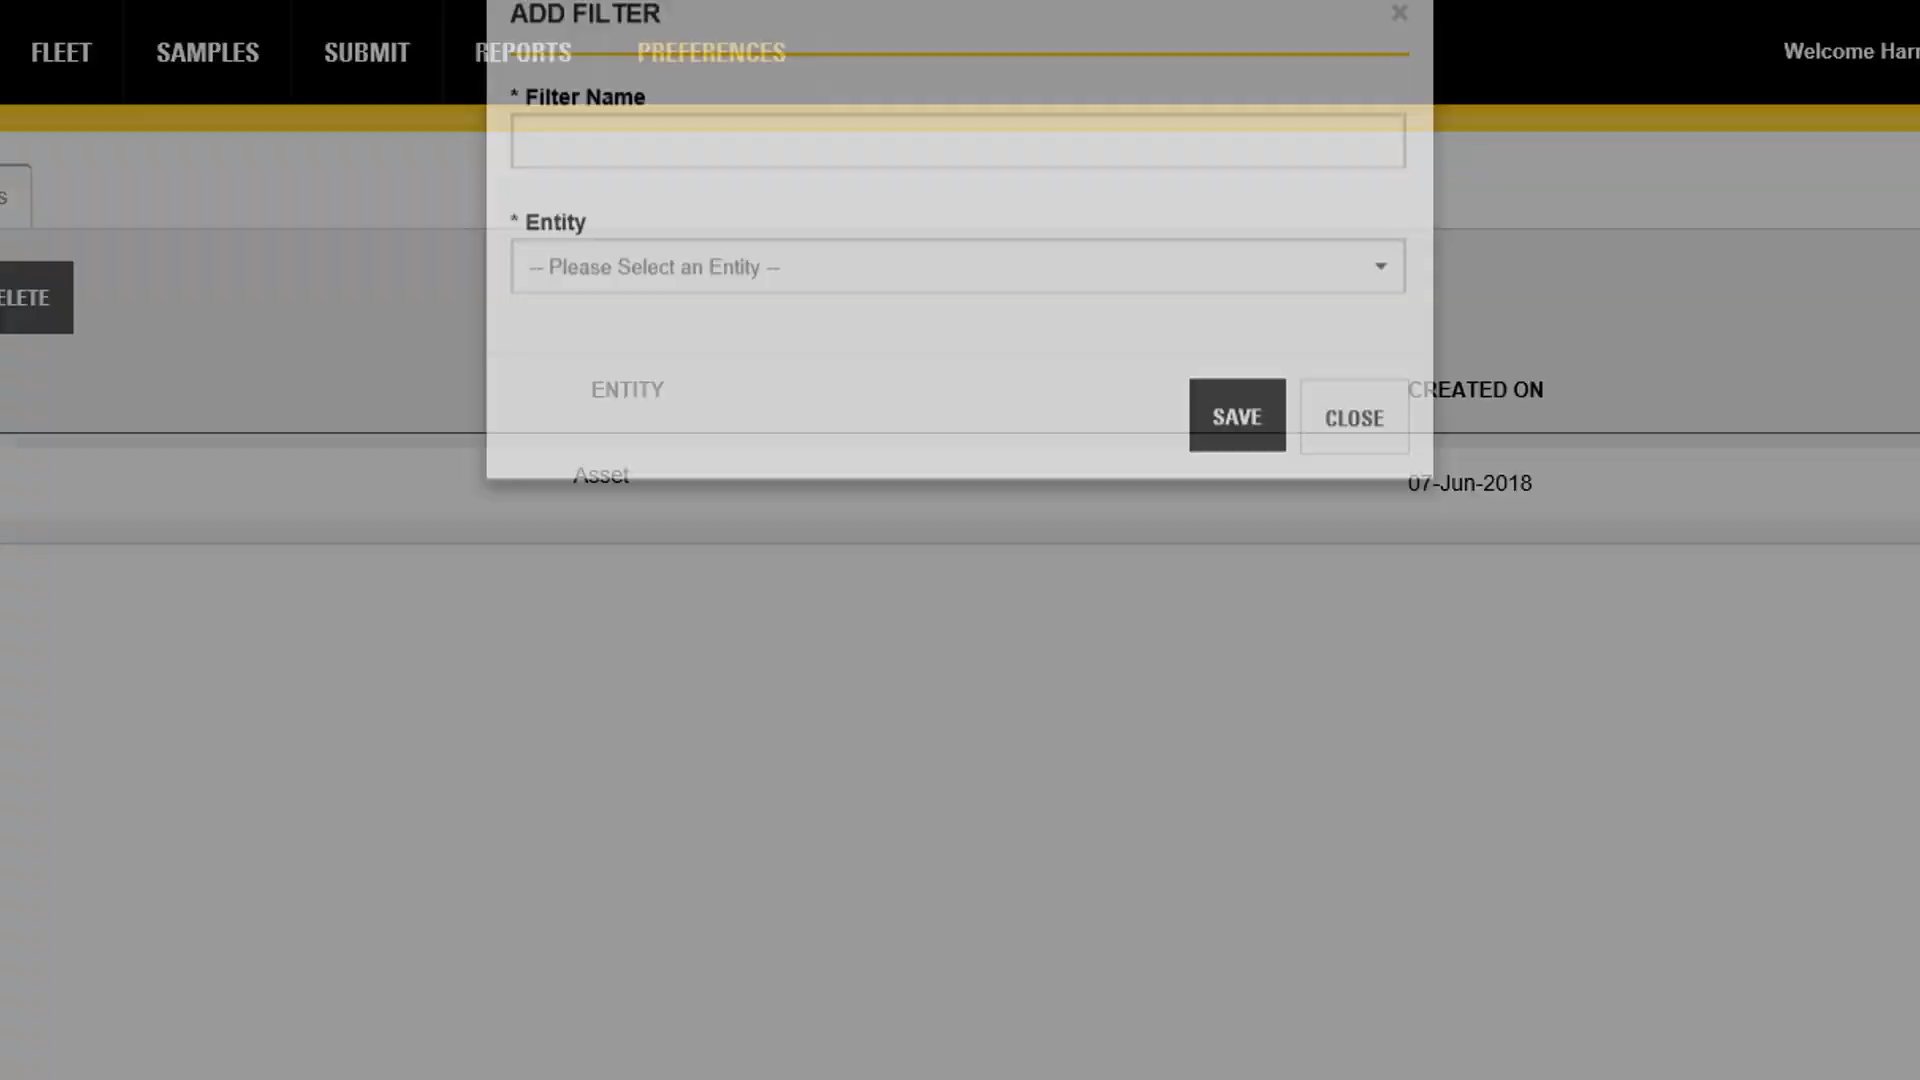 ADD FILTER ×
FLEET SAMPLES SUBMIT REPORTS PREFERENCES Welcome Harr
* Filter Name
s
* Entity
-- Please Select an Entity --
ELETE
ENTITY CREATED ON
SAVE CLOSE
Asset 07-Jun-2018